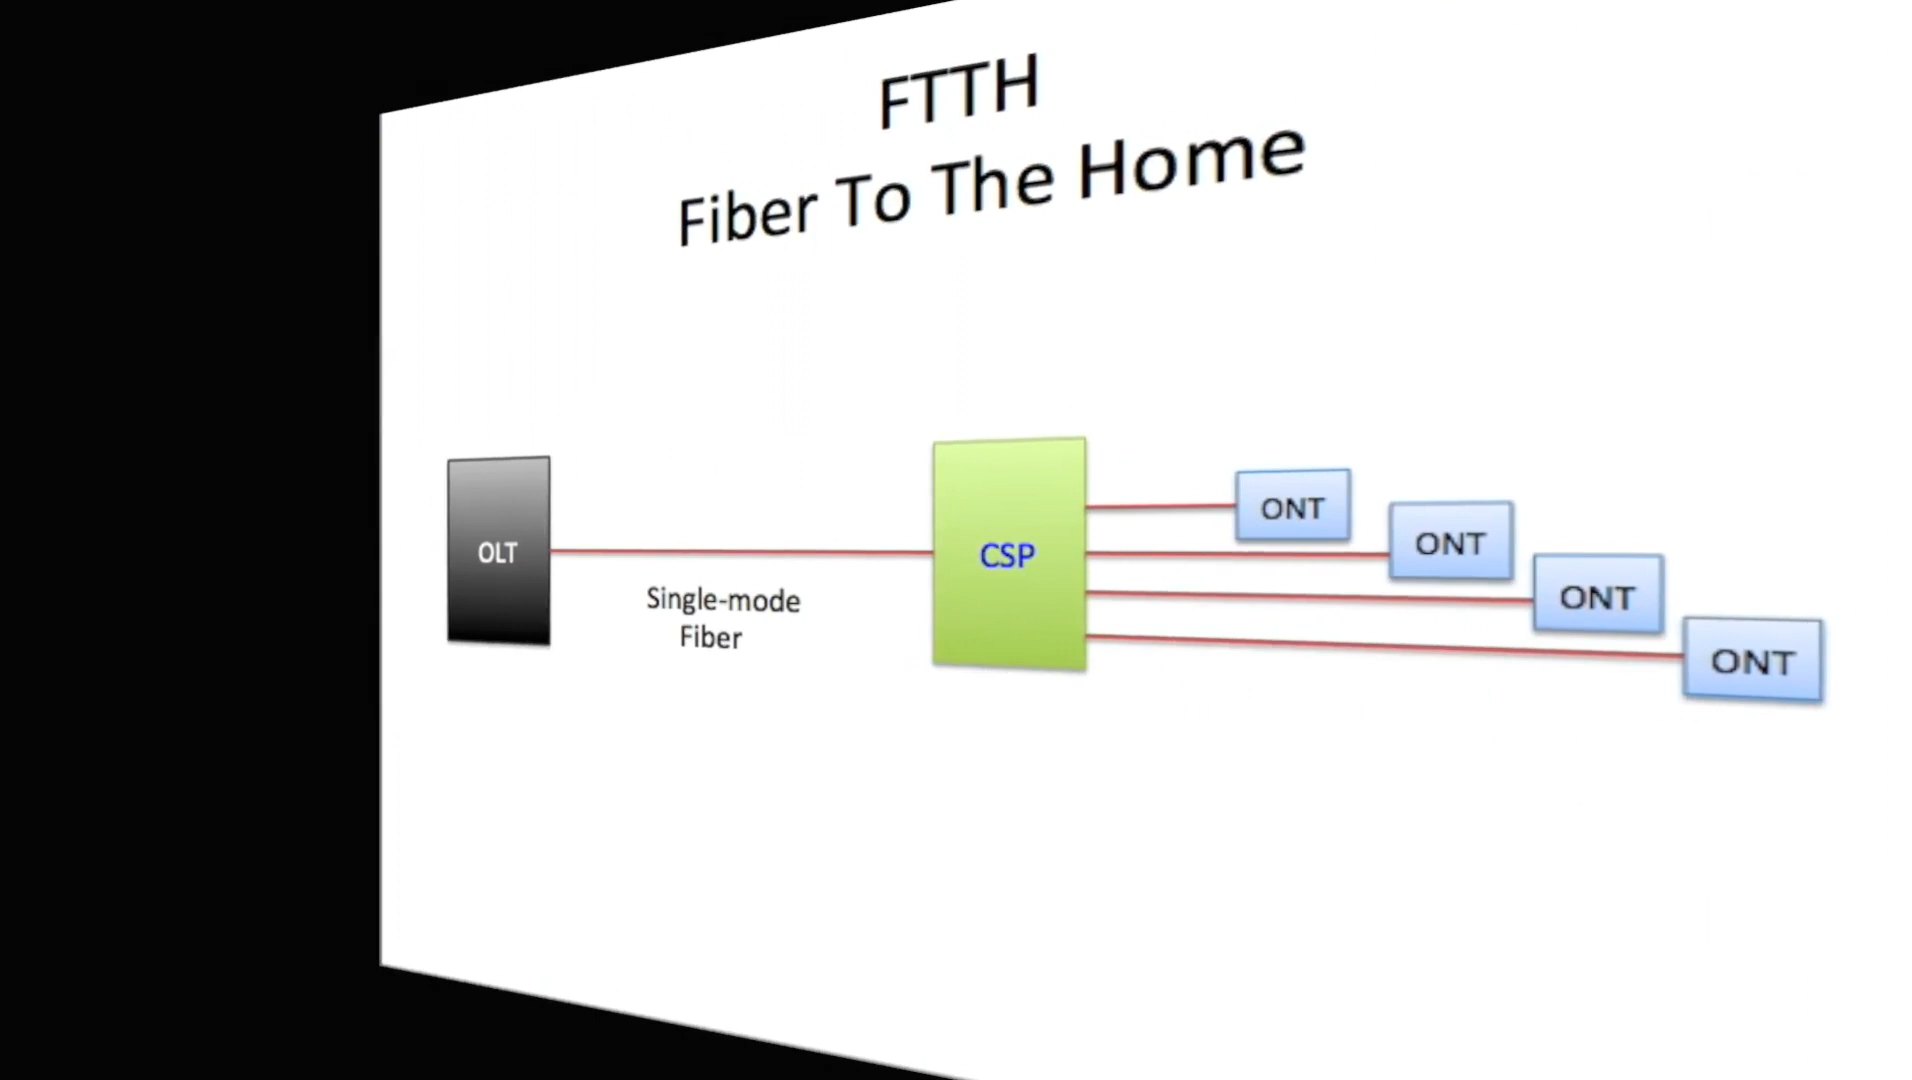 FTTH
Fiber To The Home
OLT
Single-mode
Fiber
CSP
ONT
ONT
ONT
ONT